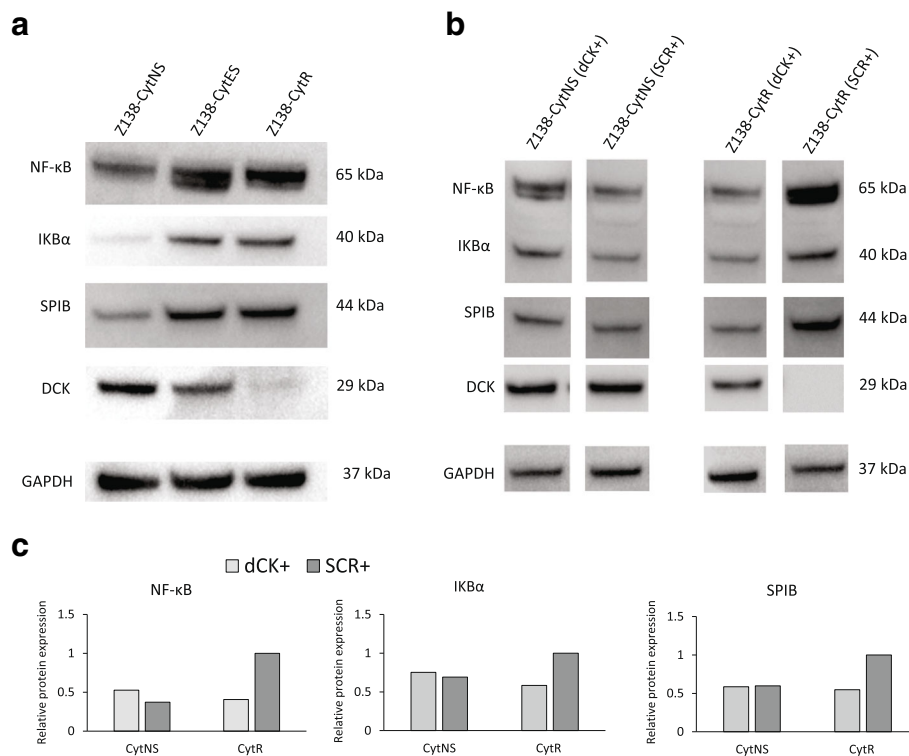 a
Z138-CytNS
Z138-CytES
Z138-CytR
NF-κB
65 kDa
IKBα
40 kDa
SPIB
44 kDa
DCK
29 kDa
GAPDH
37 kDa
b
Z138-CytNS (dCK+)
Z138-CytNS (SCR+)
Z138-CytR (dCK+)
Z138-CytR (SCR+)
NF-κB
65 kDa
IKBα
40 kDa
SPIB
44 kDa
DCK
29 kDa
GAPDH
37 kDa
c
dCK+ SCR+
NF-κB
Relative protein expression
1.5
1
0.5
0
CytNS CytR
IKBα
Relative protein expression
1.5
1
0.5
0
CytNS CytR
SPIB
Relative protein expression
1.5
1
0.5
0
CytNS CytR